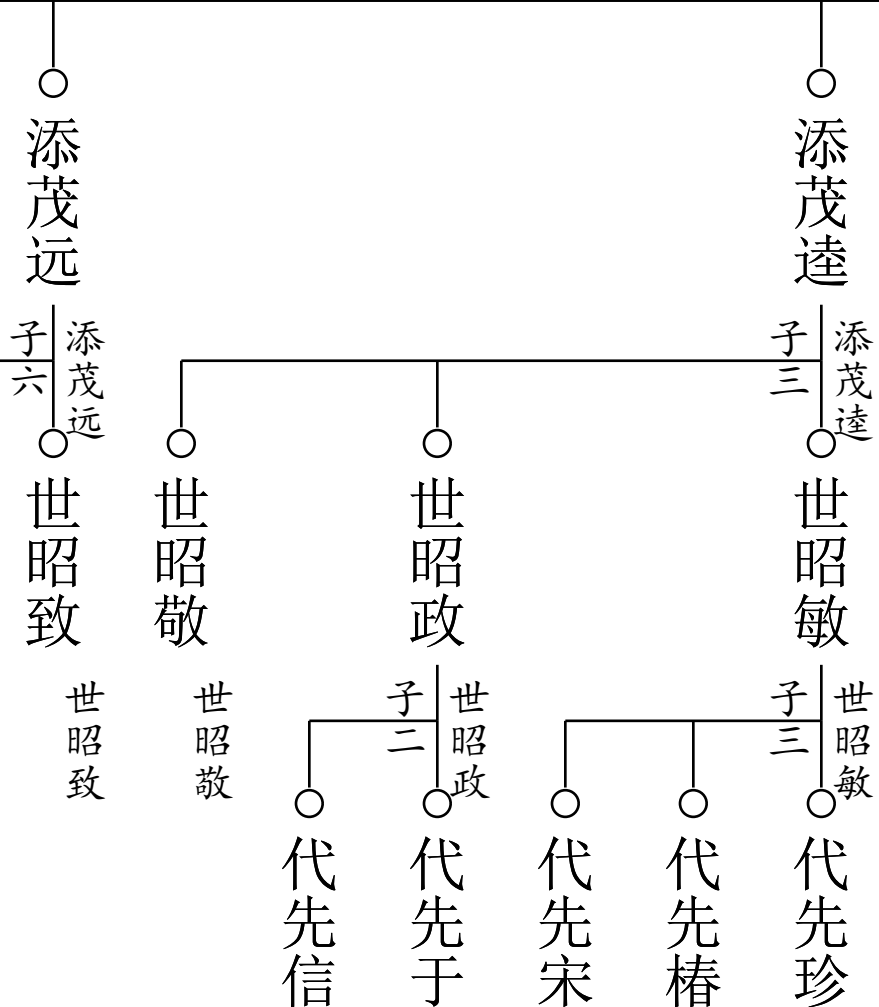 添茂逵
添茂逵
子三
世昭敏
世昭敏
子三
代先珍
代先椿
代先宋
世昭政
世昭政
子二
代先于
代先信
世昭敬
世昭敬
添茂远
添茂远
子六
世昭致
世昭致